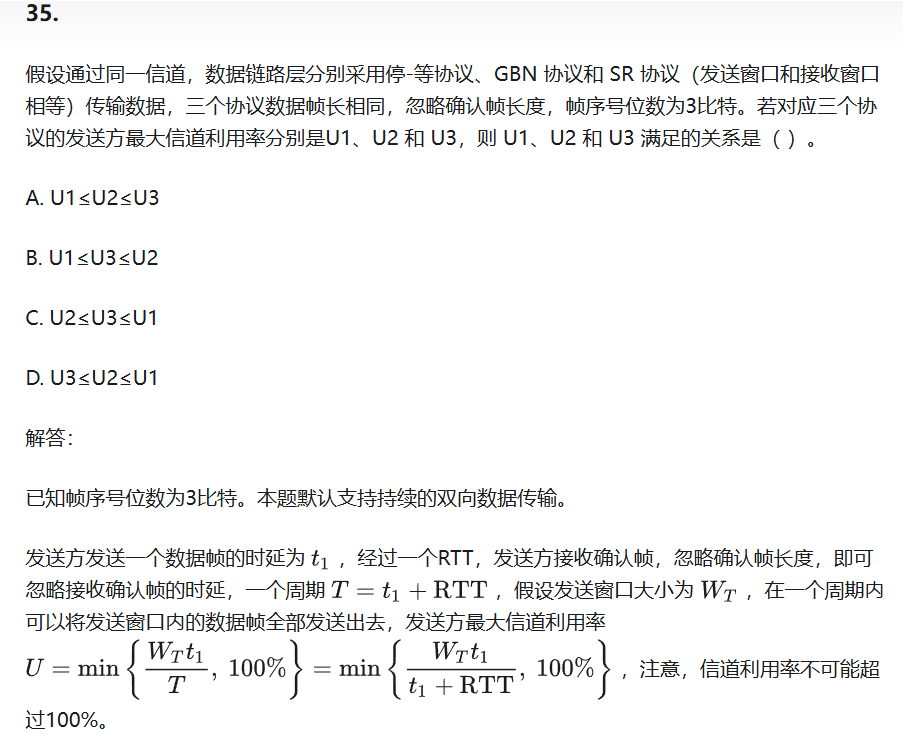 35.
假设通过同一信道，数据链路层分别采用停-等协议、GBN 协议和 SR 协议（发送窗口和接收窗口
相等）传输数据，三个协议数据帧长相同，忽略确认帧长度，帧序号位数为3比特。若对应三个协
议的发送方最大信道利用率分别是U1、U2 和 U3，则 U1、U2 和 U3 满足的关系是（ ）。
A. U1≤U2≤U3
B. U1≤U3≤U2
C. U2≤U3≤U1
D. U3≤U2≤U1
解答：
已知帧序号位数为3比特。本题默认支持持续的双向数据传输。
发送方发送一个数据帧的时延为 t₁ ，经过一个RTT，发送方接收确认帧，忽略确认帧长度，即可
忽略接收确认帧的时延，一个周期 T = t₁ + RTT ，假设发送窗口大小为 W_T ，在一个周期内
可以将发送窗口内的数据帧全部发送出去，发送方最大信道利用率
U = min { W_T t₁ / T , 100% } = min { W_T t₁ / (t₁ + RTT) , 100% } ，注意，信道利用率不可能超
过100%。